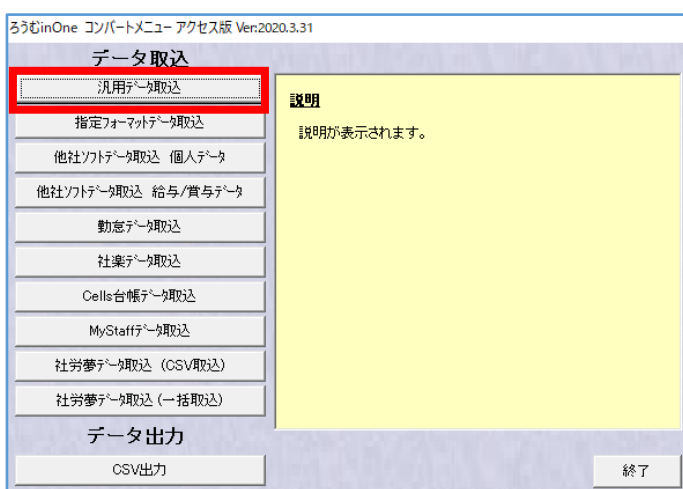 ろうむinOne コンバートメニュー アクセス版 Ver:2020.3.31
データ取込
汎用ﾃﾞｰﾀ取込
指定ﾌｫｰﾏｯﾄﾃﾞｰﾀ取込
他社ｿﾌﾄﾃﾞｰﾀ取込 個人ﾃﾞｰﾀ
他社ｿﾌﾄﾃﾞｰﾀ取込 給与/賞与ﾃﾞｰﾀ
勤怠ﾃﾞｰﾀ取込
社楽ﾃﾞｰﾀ取込
Cells台帳ﾃﾞｰﾀ取込
MyStaffﾃﾞｰﾀ取込
社労夢ﾃﾞｰﾀ取込 (CSV取込)
社労夢ﾃﾞｰﾀ取込 (一括取込)
データ出力
CSV出力
説明
説明が表示されます。
終了